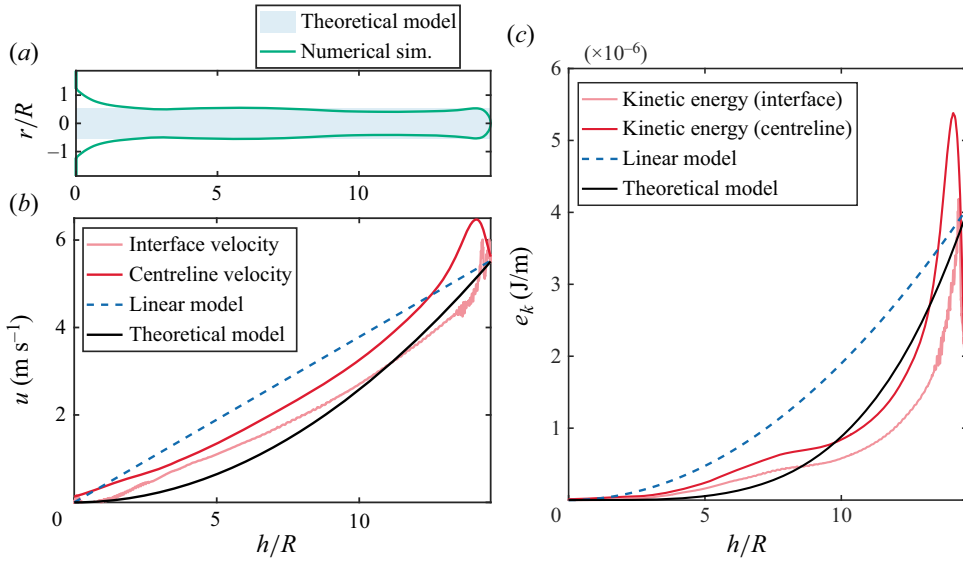 (a)
Theoretical model
Numerical sim.
r/R
1
0
−1
0
5
10
(b)
u (m s⁻¹)
6
4
2
Interface velocity
Centreline velocity
Linear model
Theoretical model
0
5
10
h/R
(c)
(×10⁻⁶)
e_k (J/m)
6
5
4
3
2
1
Kinetic energy (interface)
Kinetic energy (centreline)
Linear model
Theoretical model
0
5
10
h/R